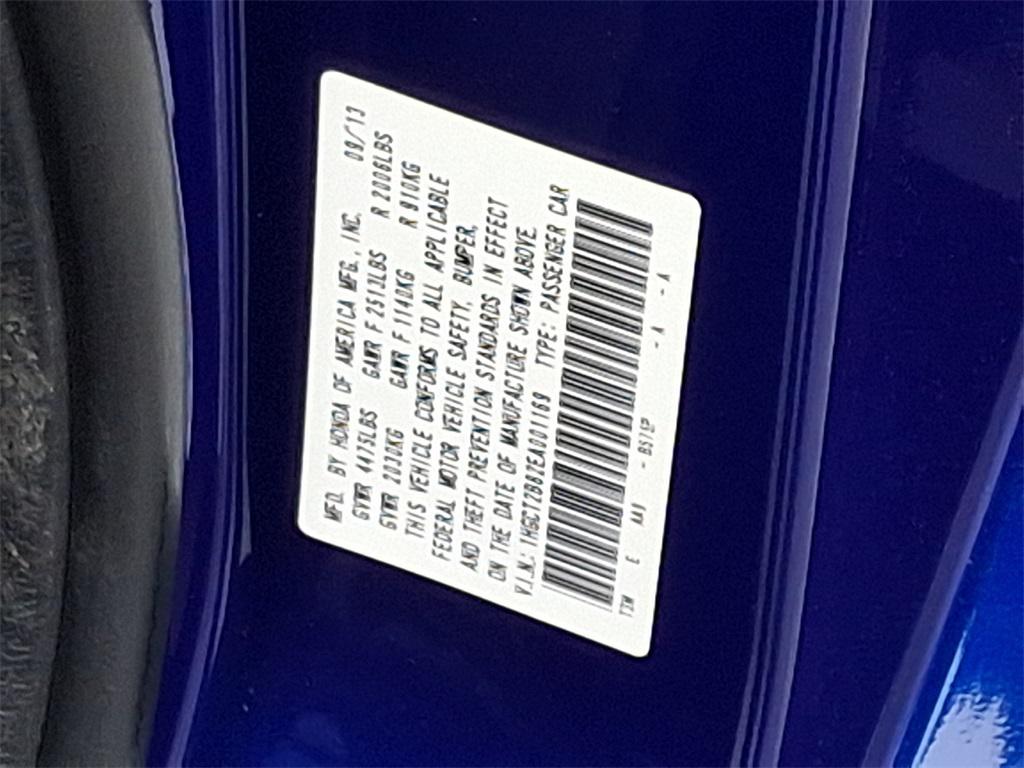 MFD. BY HONDA OF AMERICA MFG., INC. 09/13
GVWR 4475LBS GAWR F 2513LBS R 2006LBS
GVWR 2030KG GAWR F 1140KG R 910KG
THIS VEHICLE CONFORMS TO ALL APPLICABLE
FEDERAL MOTOR VEHICLE SAFETY, BUMPER,
AND THEFT PREVENTION STANDARDS IN EFFECT
ON THE DATE OF MANUFACTURE SHOWN ABOVE.
V.I.N.: 1HGCT2B82EA001169 TYPE: PASSENGER CAR
E - A - A